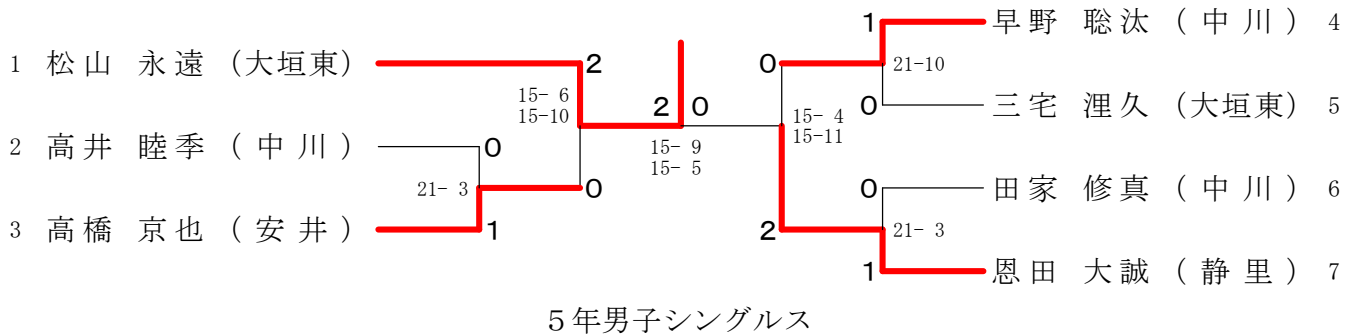 1 松山 永遠 (大垣東)
2 高井 睦季 (中川)
3 高橋 京也 (安井)
2
15- 6
15-10
0
21- 3
1
0
2 0
15- 9
15- 5
早野 聡汰 (中川) 4
三宅 浬久 (大垣東) 5
田家 修真 (中川) 6
恩田 大誠 (静里) 7
1
21-10
0
0
15- 4
15-11
0
21- 3
1
2
５年男子シングルス